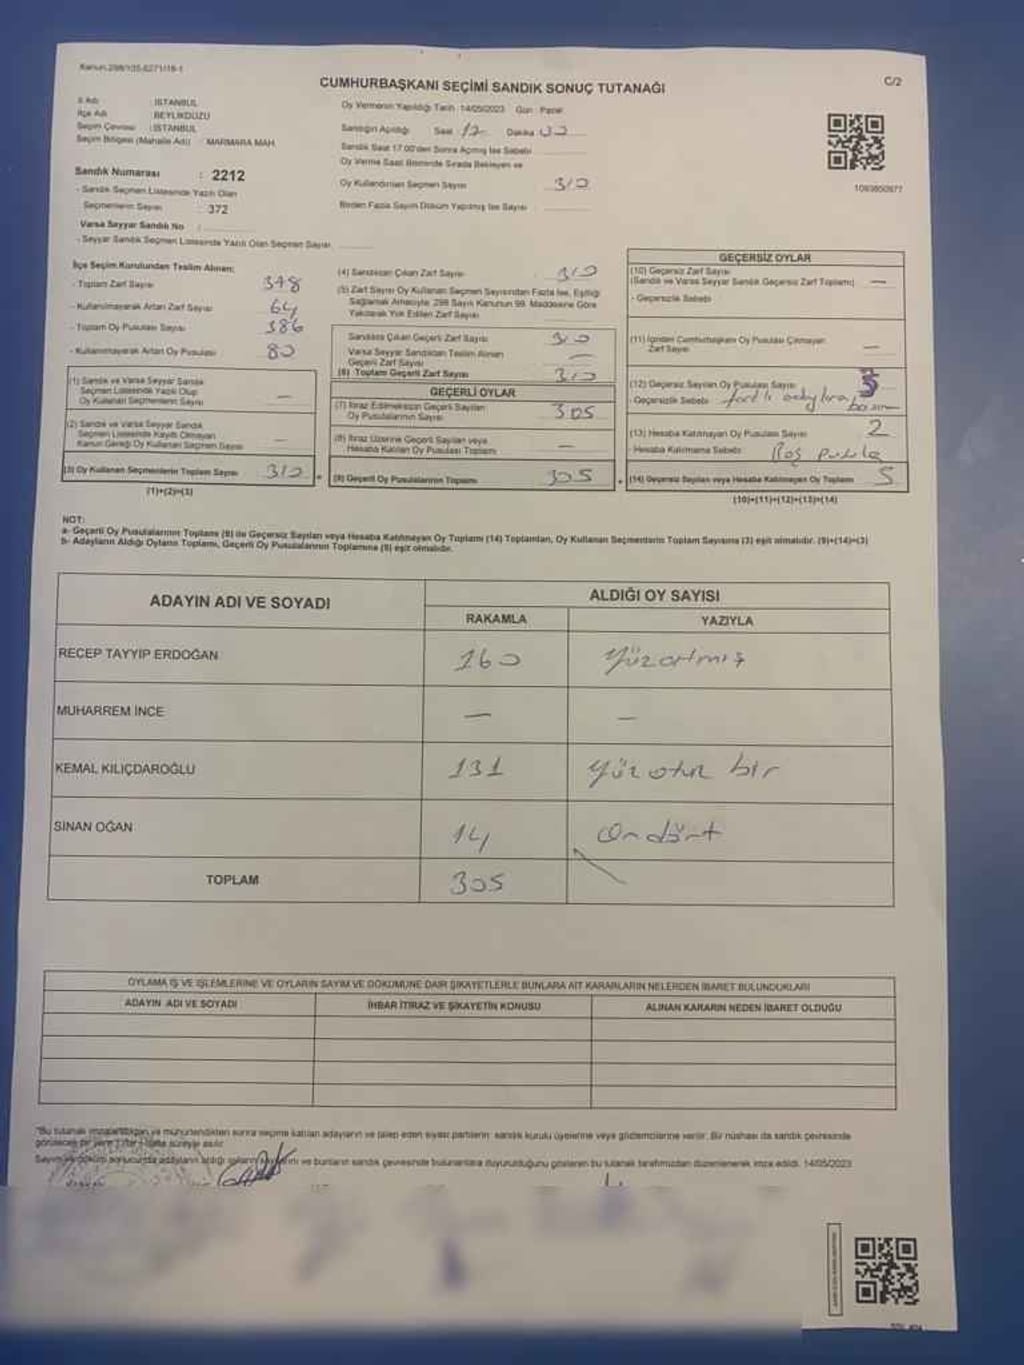 Kanun:298/135-6271/18-1
CUMHURBAŞKANI SEÇİMİ SANDIK SONUÇ TUTANAĞI
C/2
İl Adı : İSTANBUL
İlçe Adı : BEYLİKDÜZÜ
Seçim Çevresi : İSTANBUL
Seçim Bölgesi (Mahalle Adı) : MARMARA MAH.
Oy Vermenin Yapıldığı Tarih : 14/05/2023 Gün : Pazar
Sandığın Açıldığı Saat Dakika
Sandık Saat 17:00'den Sonra Açılmış İse Sebebi
Oy Verme Saati Bitiminde Sırada Bekleyen ve
Oy Kullandırılan Seçmen Sayısı 310
Birden Fazla Sayım Döküm Yapılmış İse Sayısı
1093850977
Sandık Numarası : 2212
- Sandık Seçmen Listesinde Yazılı Olan
Seçmenlerin Sayısı : 372
Varsa Seyyar Sandık No :
- Seyyar Sandık Seçmen Listesinde Yazılı Olan Seçmen Sayısı
İlçe Seçim Kurulundan Teslim Alınan:
- Toplam Zarf Sayısı 378
- Kullanılmayarak Artan Zarf Sayısı 64
- Toplam Oy Pusulası Sayısı 386
- Kullanılmayarak Artan Oy Pusulası 80
(1) Sandık ve Varsa Seyyar Sandık
Seçmen Listesinde Yazılı Olup
Oy Kullanan Seçmenlerin Sayısı —
(2) Sandık ve Varsa Seyyar Sandık
Seçmen Listesinde Kayıtlı Olmayan
Kanun Gereği Oy Kullanan Seçmen Sayısı —
(3) Oy Kullanan Seçmenlerin Toplam Sayısı 310
(1)+(2)=(3)
(4) Sandıktan Çıkan Zarf Sayısı 310
(5) Zarf Sayısı Oy Kullanan Seçmen Sayısından Fazla İse, Eşitliği
Sağlamak Amacıyla; 298 Sayılı Kanunun 99. Maddesine Göre
Yakılarak Yok Edilen Zarf Sayısı
Sandıkta Çıkan Geçerli Zarf Sayısı 310
Varsa Seyyar Sandıktan Teslim Alınan
Geçerli Zarf Sayısı —
(6) Toplam Geçerli Zarf Sayısı 310
GEÇERLİ OYLAR
(7) İtiraz Edilmeksizin Geçerli Sayılan
Oy Pusulalarının Sayısı 305
(8) İtiraz Üzerine Geçerli Sayılan veya
Hesaba Katılan Oy Pusulası Toplamı —
(9) Geçerli Oy Pusulalarının Toplamı 305
GEÇERSİZ OYLAR
(10) Geçersiz Zarf Sayısı
(Sandık ve Varsa Seyyar Sandık Geçersiz Zarf Toplamı) —
- Geçersizlik Sebebi
(11) İçinden Cumhurbaşkanı Oy Pusulası Çıkmayan
Zarf Sayısı —
(12) Geçersiz Sayılan Oy Pusulası Sayısı 3
- Geçersizlik Sebebi farklı adaylara
(13) Hesaba Katılmayan Oy Pusulası Sayısı 2
- Hesaba Katılmama Sebebi Boş Pusula
(14) Geçersiz Sayılan veya Hesaba Katılmayan Oy Toplamı 5
(10)+(11)+(12)+(13)=(14)
NOT:
a- Geçerli Oy Pusulalarının Toplamı (9) ile Geçersiz Sayılan veya Hesaba Katılmayan Oy Toplamı (14) Toplamları, Oy Kullanan Seçmenlerin Toplam Sayısına (3) eşit olmalıdır. (9)+(14)=(3)
b- Adayların Aldığı Oyların Toplamı, Geçerli Oy Pusulalarının Toplamına (9) eşit olmalıdır.
ADAYIN ADI VE SOYADI
ALDIĞI OY SAYISI
RAKAMLA YAZIYLA
RECEP TAYYİP ERDOĞAN 160 Yüzatmış
MUHARREM İNCE — —
KEMAL KILIÇDAROĞLU 131 Yüz otuz bir
SİNAN OĞAN 14 Ondört
TOPLAM 305
OYLAMA İŞ VE İŞLEMLERİNE VE OYLARIN SAYIM VE DÖKÜMÜNE DAİR ŞİKAYETLERLE BUNLARA AİT KARARLARIN NELERDEN İBARET BULUNDUKLARI
ADAYIN ADI VE SOYADI İHBAR İTİRAZ VE ŞİKAYETİN KONUSU ALINAN KARARIN NEDEN İBARET OLDUĞU
*Bu tutanak imzalandıktan ve mühürlendikten sonra seçime katılan adayların ve talep eden siyasi partilerin sandık kurulu üyelerine veya gözlemcilerine verilir. Bir nüshası da sandık çevresinde
görülecek bir yere 1 (bir) hafta süreyle asılır.
Sayım ve döküm sonucunda adayların aldığı oyların ve bunların sandık çevresinde bulunanlara duyurulduğunu gösteren bu tutanak tarafımızdan düzenlenerek imza edildi. 14/05/2023